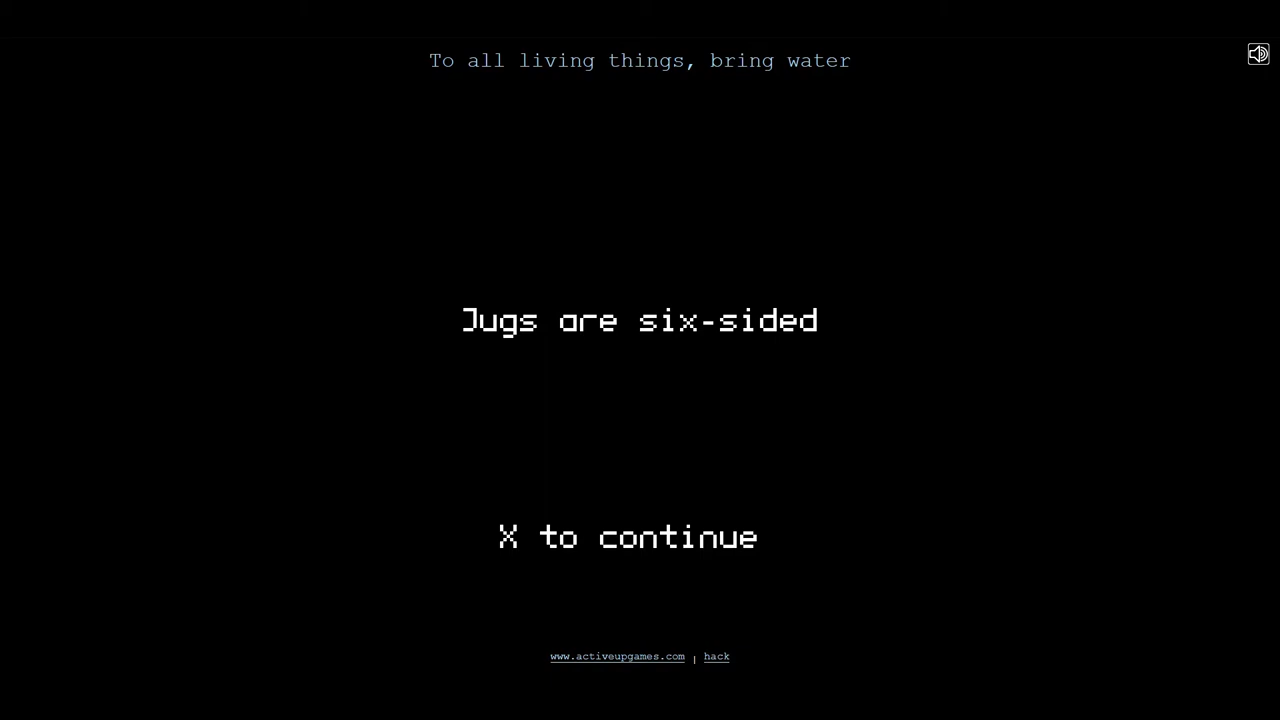 To all living things, bring water
Jugs are six-sided
X to continue
www.activeupgames.com | hack